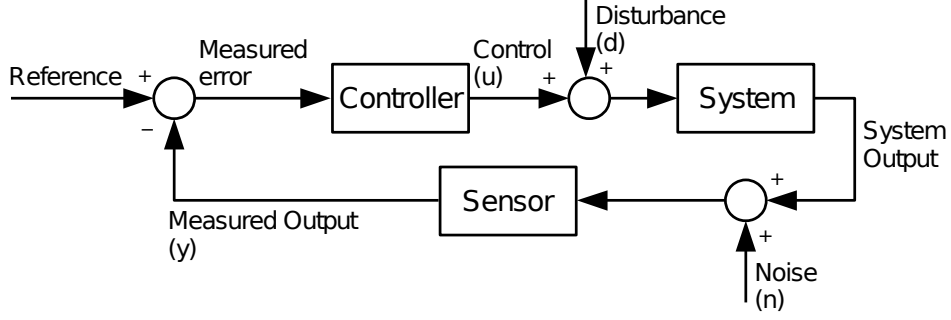 Disturbance
(d)
Reference
Measured
error
Control
(u)
+
+
+
−
Controller
System
System
Output
Sensor
+
+
Measured Output
(y)
Noise
(n)